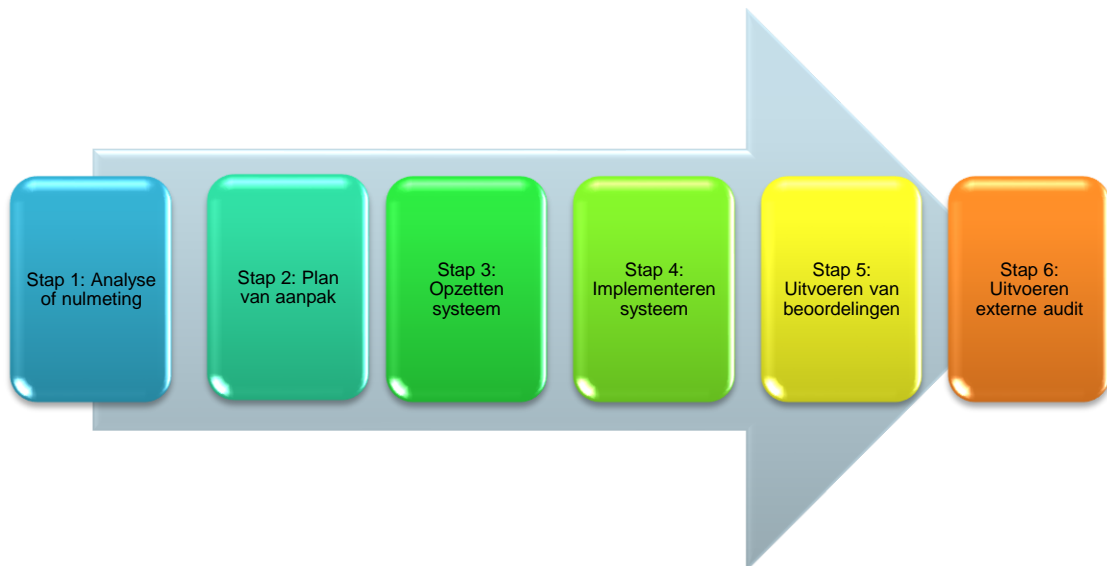 Stap 1: Analyse
of nulmeting
Stap 2: Plan
van aanpak
Stap 3:
Opzetten
systeem
Stap 4:
Implementeren
systeem
Stap 5:
Uitvoeren van
beoordelingen
Stap 6:
Uitvoeren
externe audit